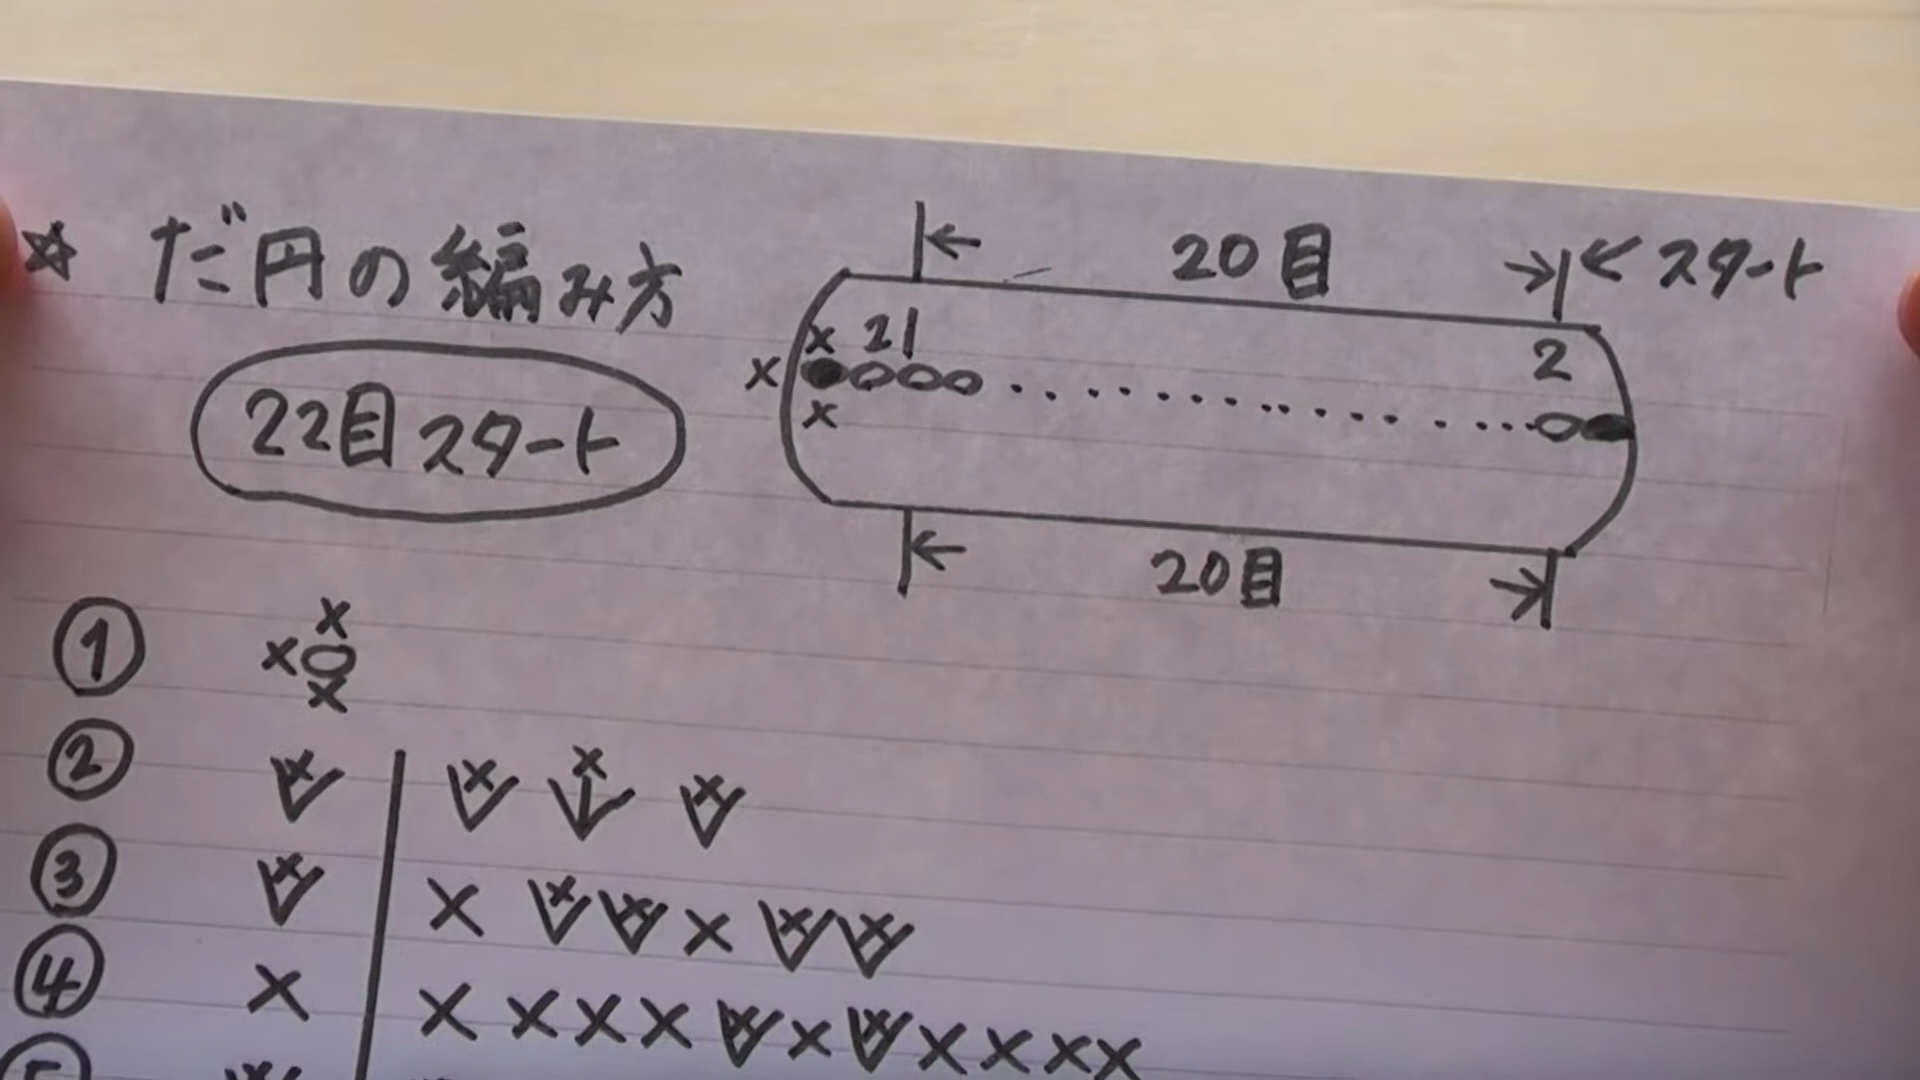 ☆ だ円の編み方
22目スタート
20目 ←スタート
x 21 2
x
x
20目
① x
x
x
②
③ x x
④ x x x x x x x x x x